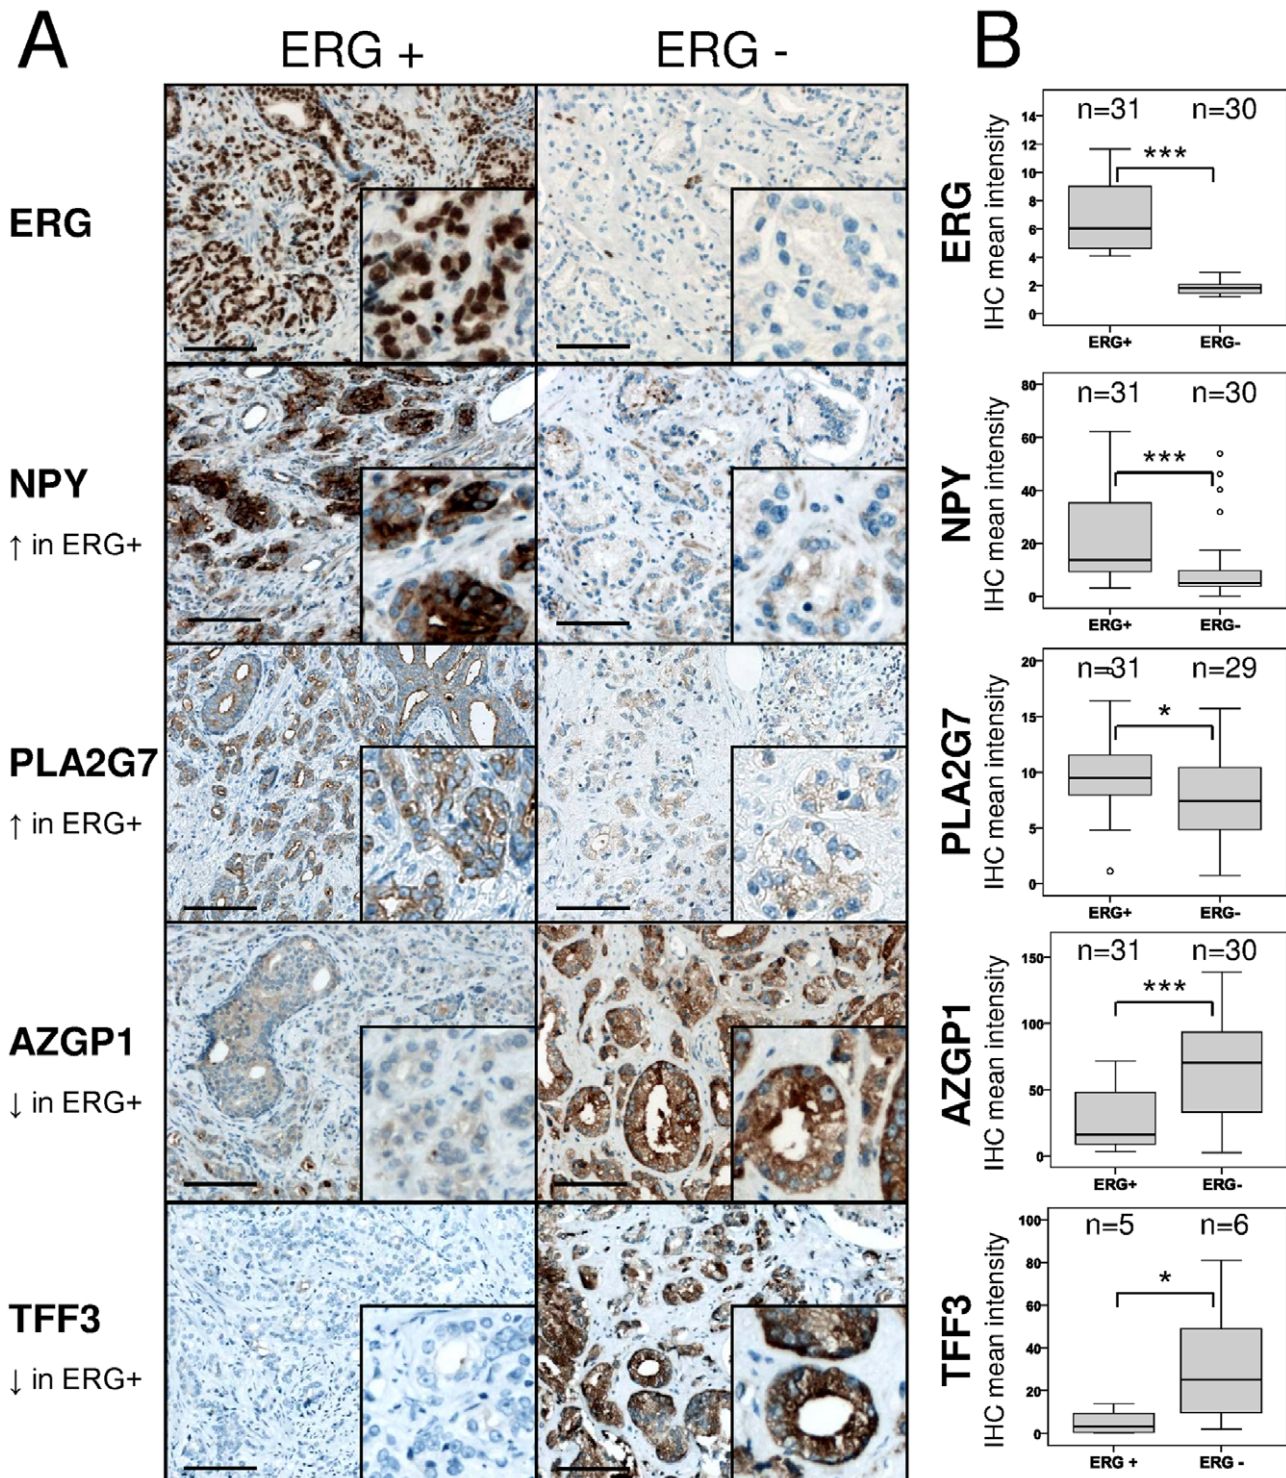 A
ERG +
ERG -
B
ERG
NPY
↑ in ERG+
PLA2G7
↑ in ERG+
AZGP1
↓ in ERG+
TFF3
↓ in ERG+
ERG
IHC mean intensity
n=31
n=30
14
12
10
8
6
4
2
0
***
ERG+
ERG-
NPY
IHC mean intensity
n=31
n=30
80
60
40
20
0
***
ERG+
ERG-
PLA2G7
IHC mean intensity
n=31
n=29
20
15
10
5
0
*
ERG+
ERG-
AZGP1
IHC mean intensity
n=31
n=30
150
100
50
0
***
ERG+
ERG-
TFF3
IHC mean intensity
n=5
n=6
100
80
60
40
20
0
*
ERG +
ERG -